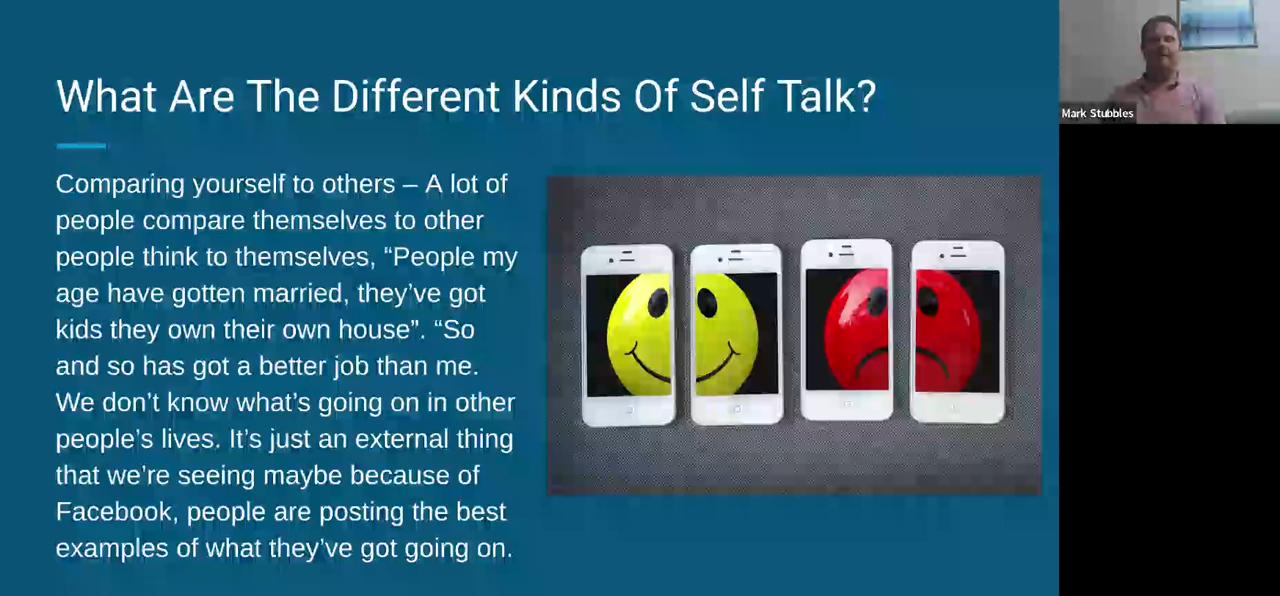 What Are The Different Kinds Of Self Talk?
Comparing yourself to others – A lot of
people compare themselves to other
people think to themselves, “People my
age have gotten married, they’ve got
kids they own their own house”. “So
and so has got a better job than me.
We don’t know what’s going on in other
people’s lives. It’s just an external thing
that we’re seeing maybe because of
Facebook, people are posting the best
examples of what they’ve got going on.
Mark Stubbles